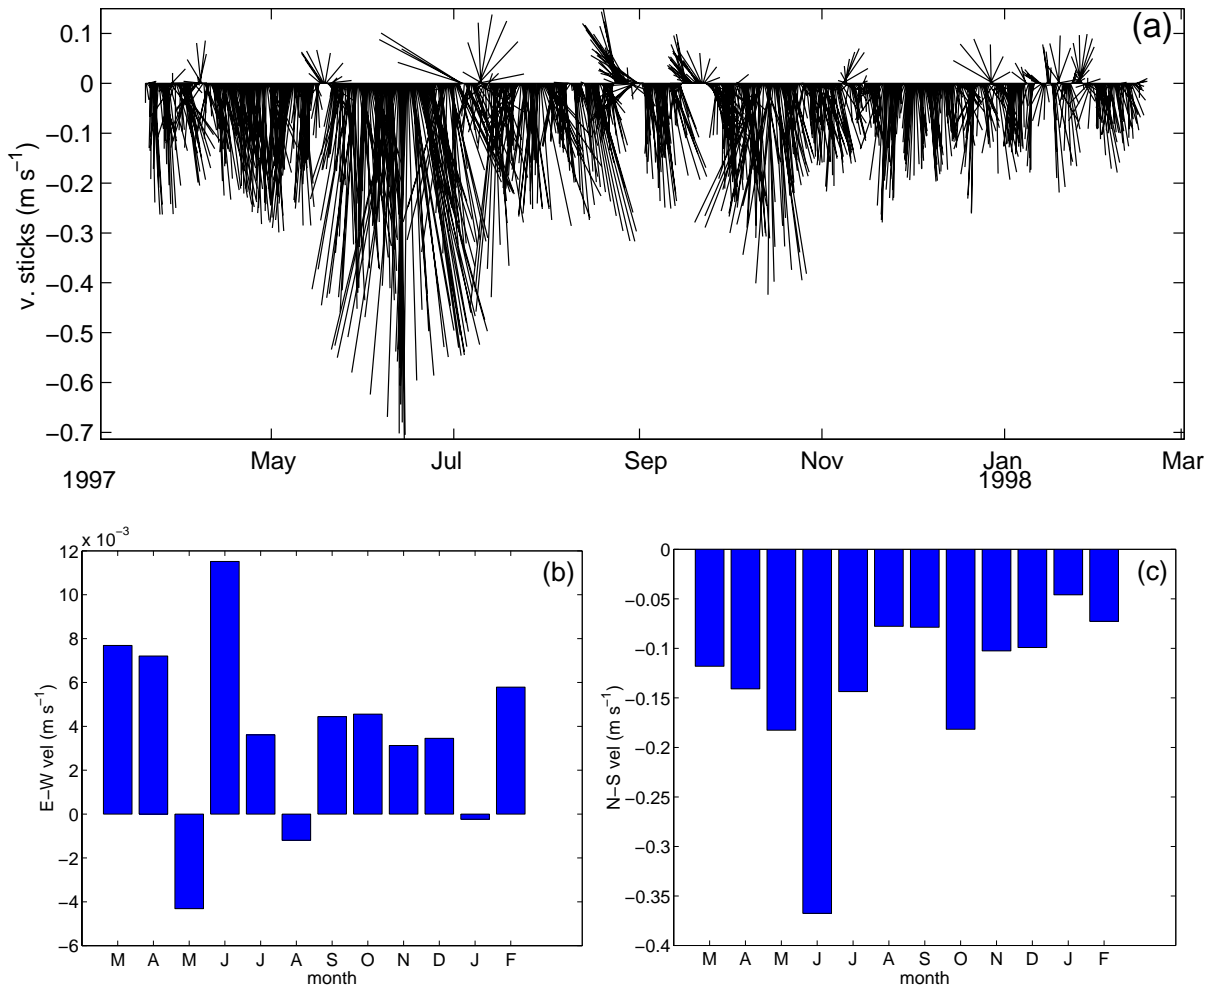 (a)
0.1
0
−0.1
−0.2
−0.3
−0.4
−0.5
−0.6
−0.7
v. sticks (m s⁻¹)
May Jul Sep Nov Jan Mar
1997 1998
x 10⁻³
12
10
8
6
4
2
0
−2
−4
−6
E−W vel (m s⁻¹)
(b)
M A M J J A S O N D J F
month
0
−0.05
−0.1
−0.15
−0.2
−0.25
−0.3
−0.35
−0.4
N−S vel (m s⁻¹)
(c)
M A M J J A S O N D J F
month